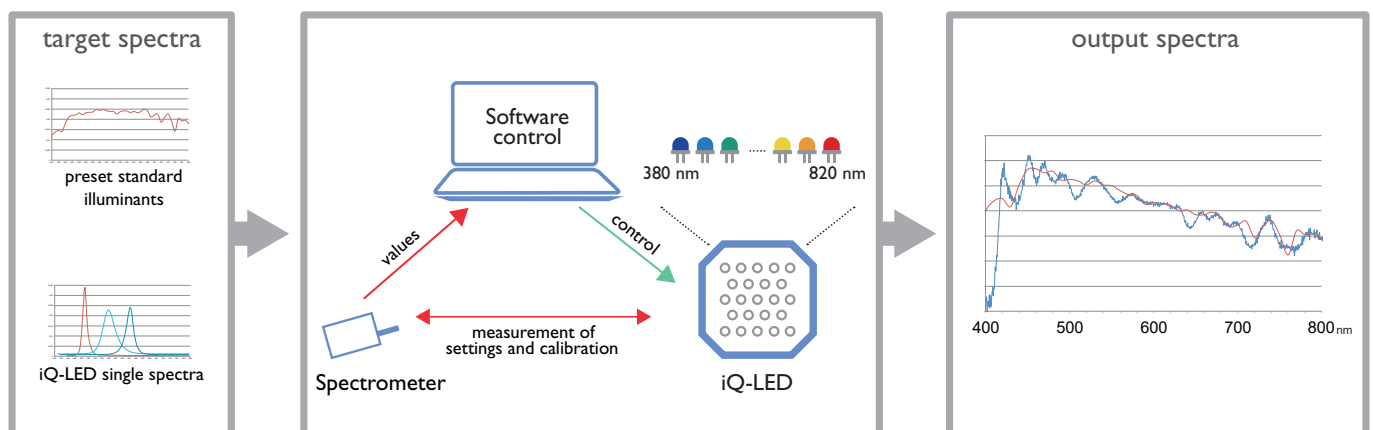 target spectra
preset standard
illuminants
iQ-LED single spectra
Software
control
values
control
380 nm
820 nm
measurement of
settings and calibration
Spectrometer
iQ-LED
output spectra
400 500 600 700 800 nm